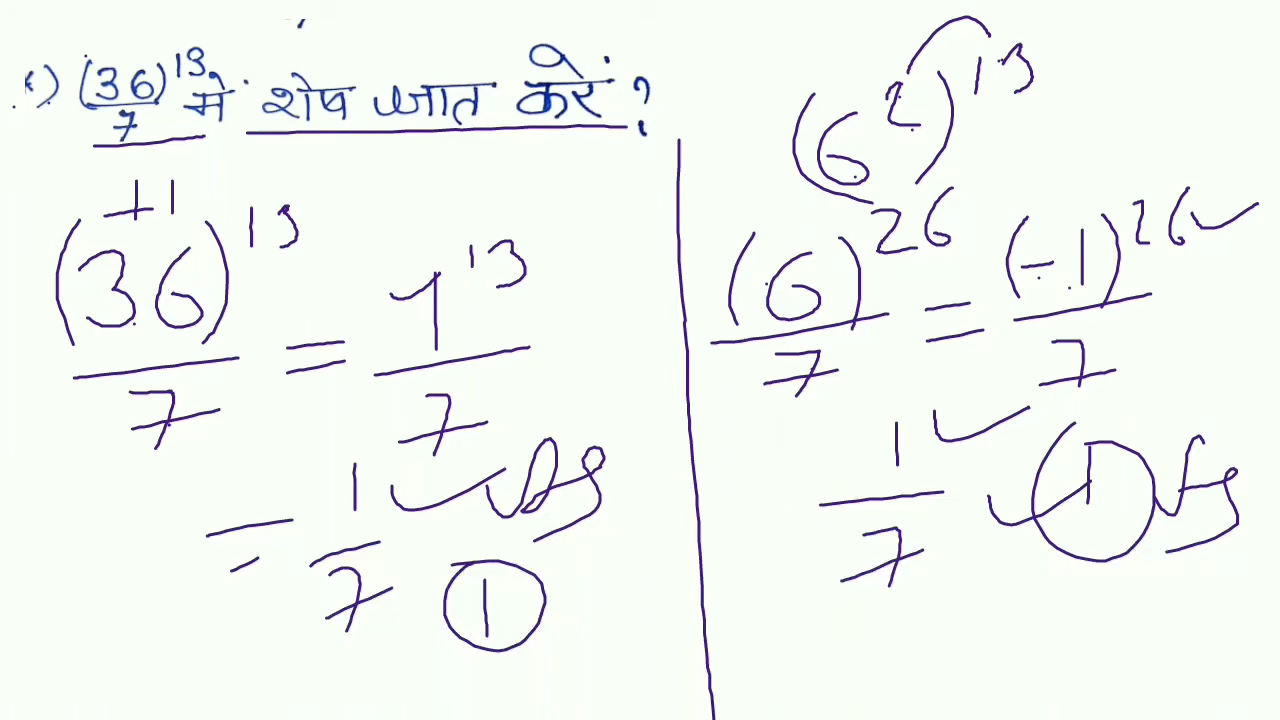 (36)^13/7 में शेष ज्ञात करें ?
+1
(36)^13/7 = 1^13/7
= 1/7 Ans
1
(6^2)^13
(6)^26/7 = (-1)^26/7
1/7 1 Ans